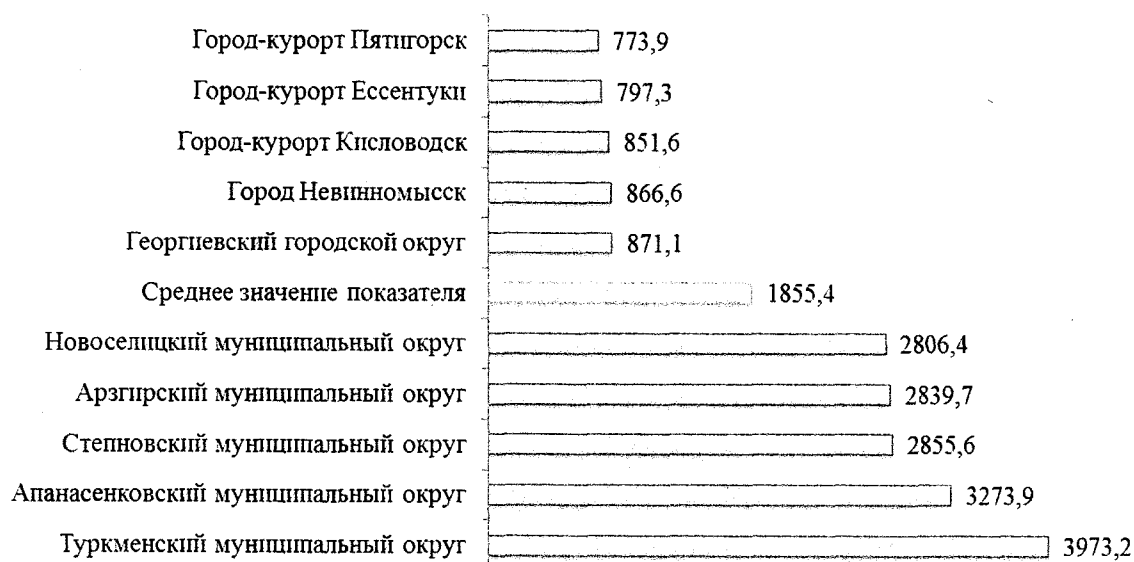 Город-курорт Пятигорск 773,9
Город-курорт Ессентуки 797,3
Город-курорт Кисловодск 851,6
Город Невинномысск 866,6
Георгиевский городской округ 871,1
Среднее значение показателя 1855,4
Новоселицкий муниципальный округ 2806,4
Арзгирский муниципальный округ 2839,7
Степновский муниципальный округ 2855,6
Апанасенковский муниципальный округ 3273,9
Туркменский муниципальный округ 3973,2